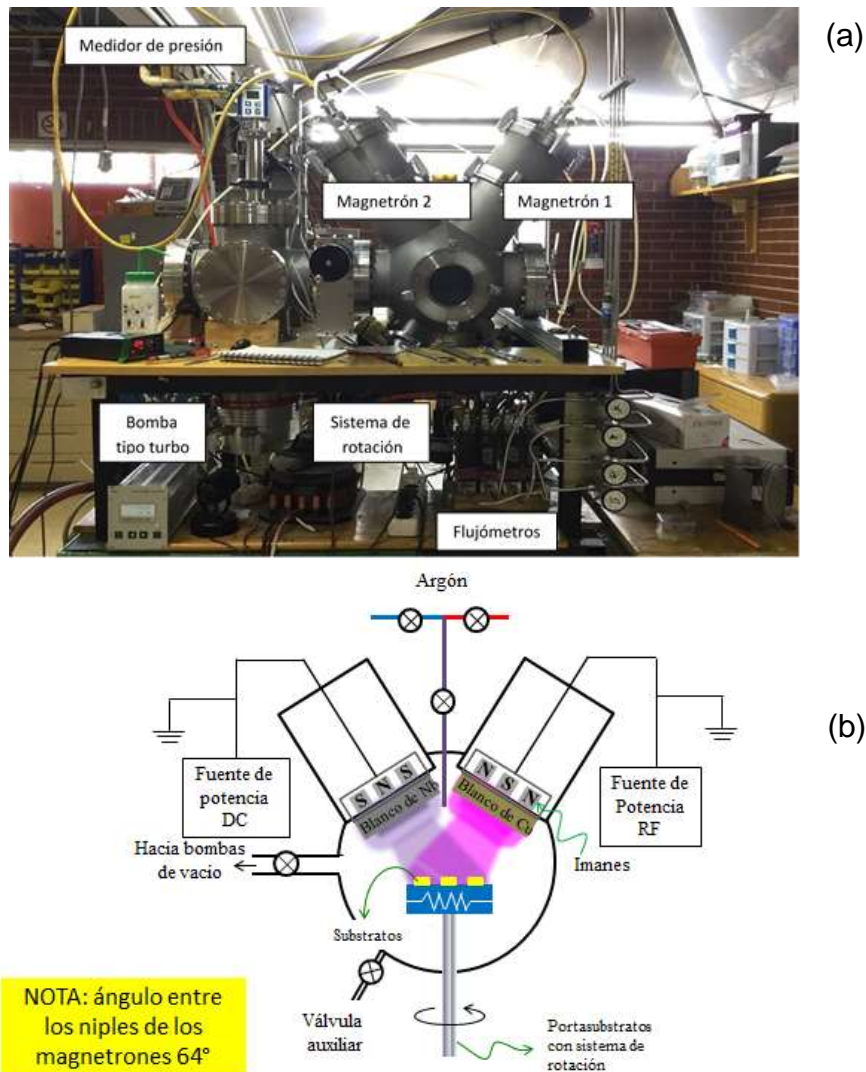 (a)
Medidor de presión
Magnetrón 2
Magnetrón 1
Bomba
tipo turbo
Sistema de
rotación
Flujómetros
Argón
(b)
S N S
Blanco de Nb
N S N
Blanco de Cu
Fuente de
potencia
DC
Fuente de
Potencia
RF
Imanes
Hacia bombas
de vacio
Substratos
Válvula
auxiliar
Portasubstratos
con sistema de
rotación
NOTA: ángulo entre
los niples de los
magnetrones 64°